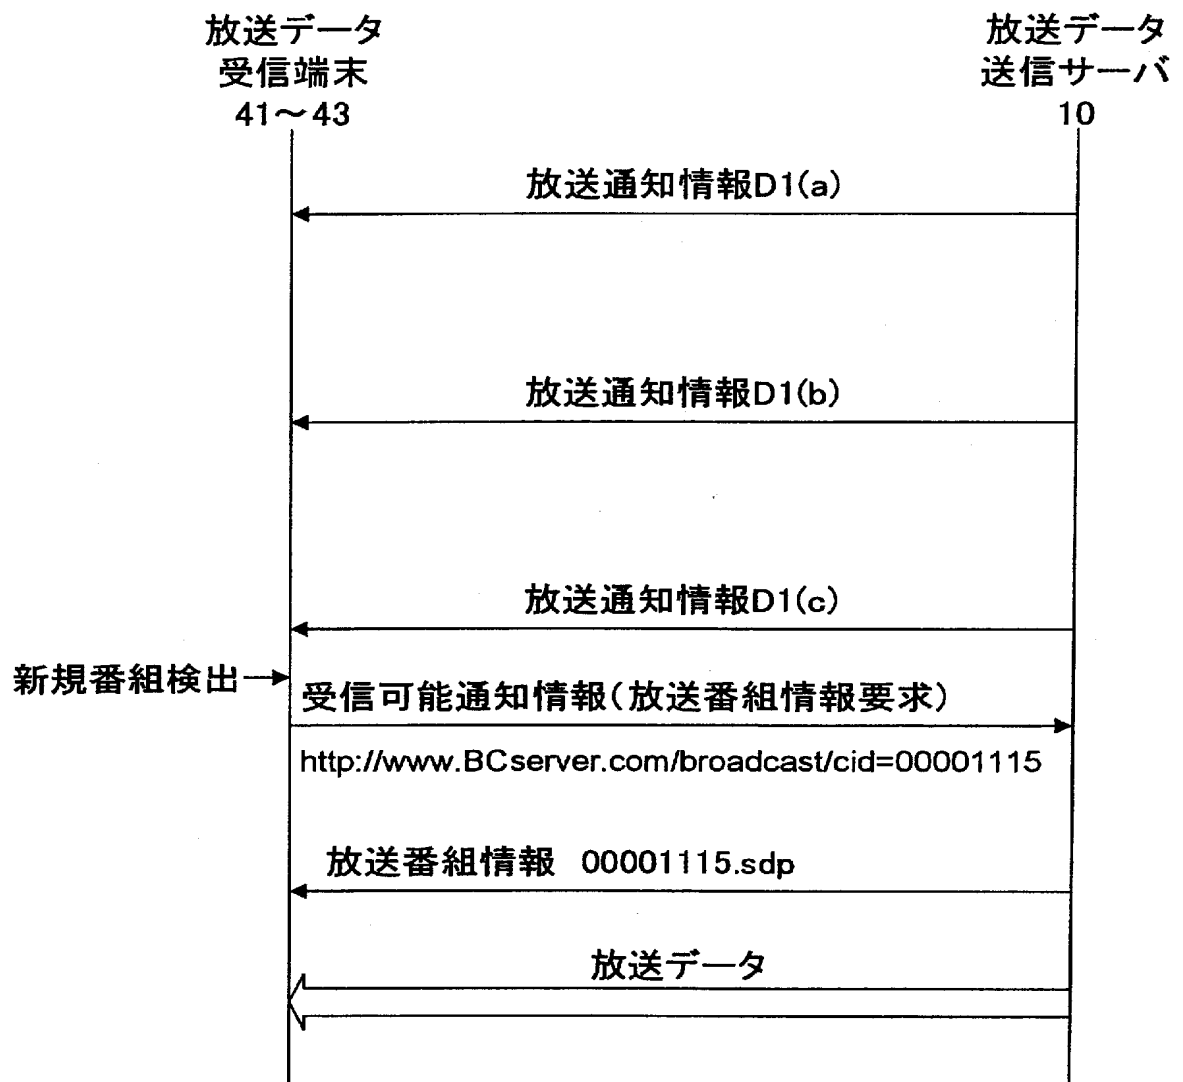 放送データ
受信端末
41～43
放送データ
送信サーバ
10
放送通知情報D1(a)
放送通知情報D1(b)
放送通知情報D1(c)
新規番組検出
受信可能通知情報(放送番組情報要求)
http://www.BCserver.com/broadcast/cid=00001115
放送番組情報 00001115.sdp
放送データ